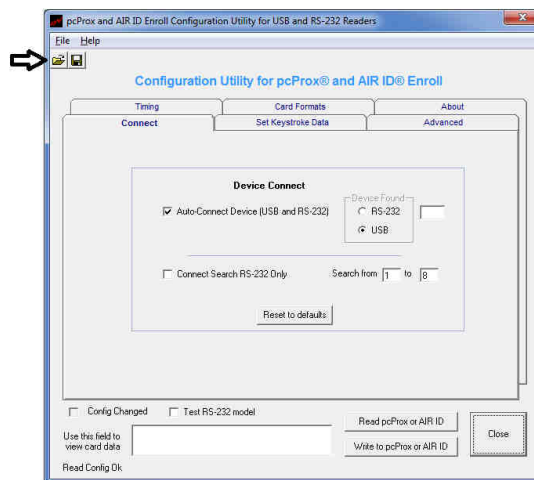 pcProx and AIR ID Enroll Configuration Utility for USB and RS-232 Readers
File Help
Configuration Utility for pcProx® and AIR ID® Enroll
Timing Card Formats About
Connect Set Keystroke Data Advanced
Device Connect
Device Found
Auto-Connect Device (USB and RS-232) RS-232
USB
Connect Search RS-232 Only Search from 1 to 8
Reset to defaults
Config Changed Test RS-232 model
Read pcProx or AIR ID
Close
Use this field to
view card data
Write to pcProx or AIR ID
Read Config Ok